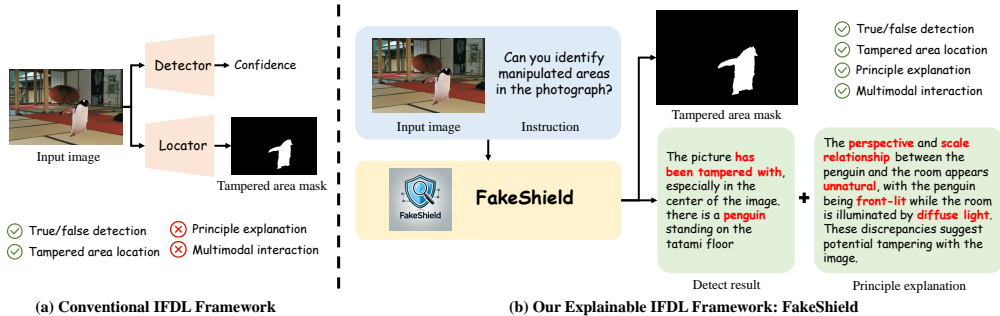 Detector
Confidence
Input image
Locator
Tampered area mask
True/false detection
Principle explanation
Tampered area location
Multimodal interaction
(a) Conventional IFDL Framework
Can you identify
manipulated areas
in the photograph?
Input image
Instruction
FakeShield
FakeShield
Tampered area mask
True/false detection
Tampered area location
Principle explanation
Multimodal interaction
The picture has
been tampered with,
especially in the
center of the image.
there is a penguin
standing on the
tatami floor
Detect result
+
The perspective and scale
relationship between the
penguin and the room appears
unnatural, with the penguin
being front-lit while the room
is illuminated by diffuse light.
These discrepancies suggest
potential tampering with the
image.
Principle explanation
(b) Our Explainable IFDL Framework: FakeShield